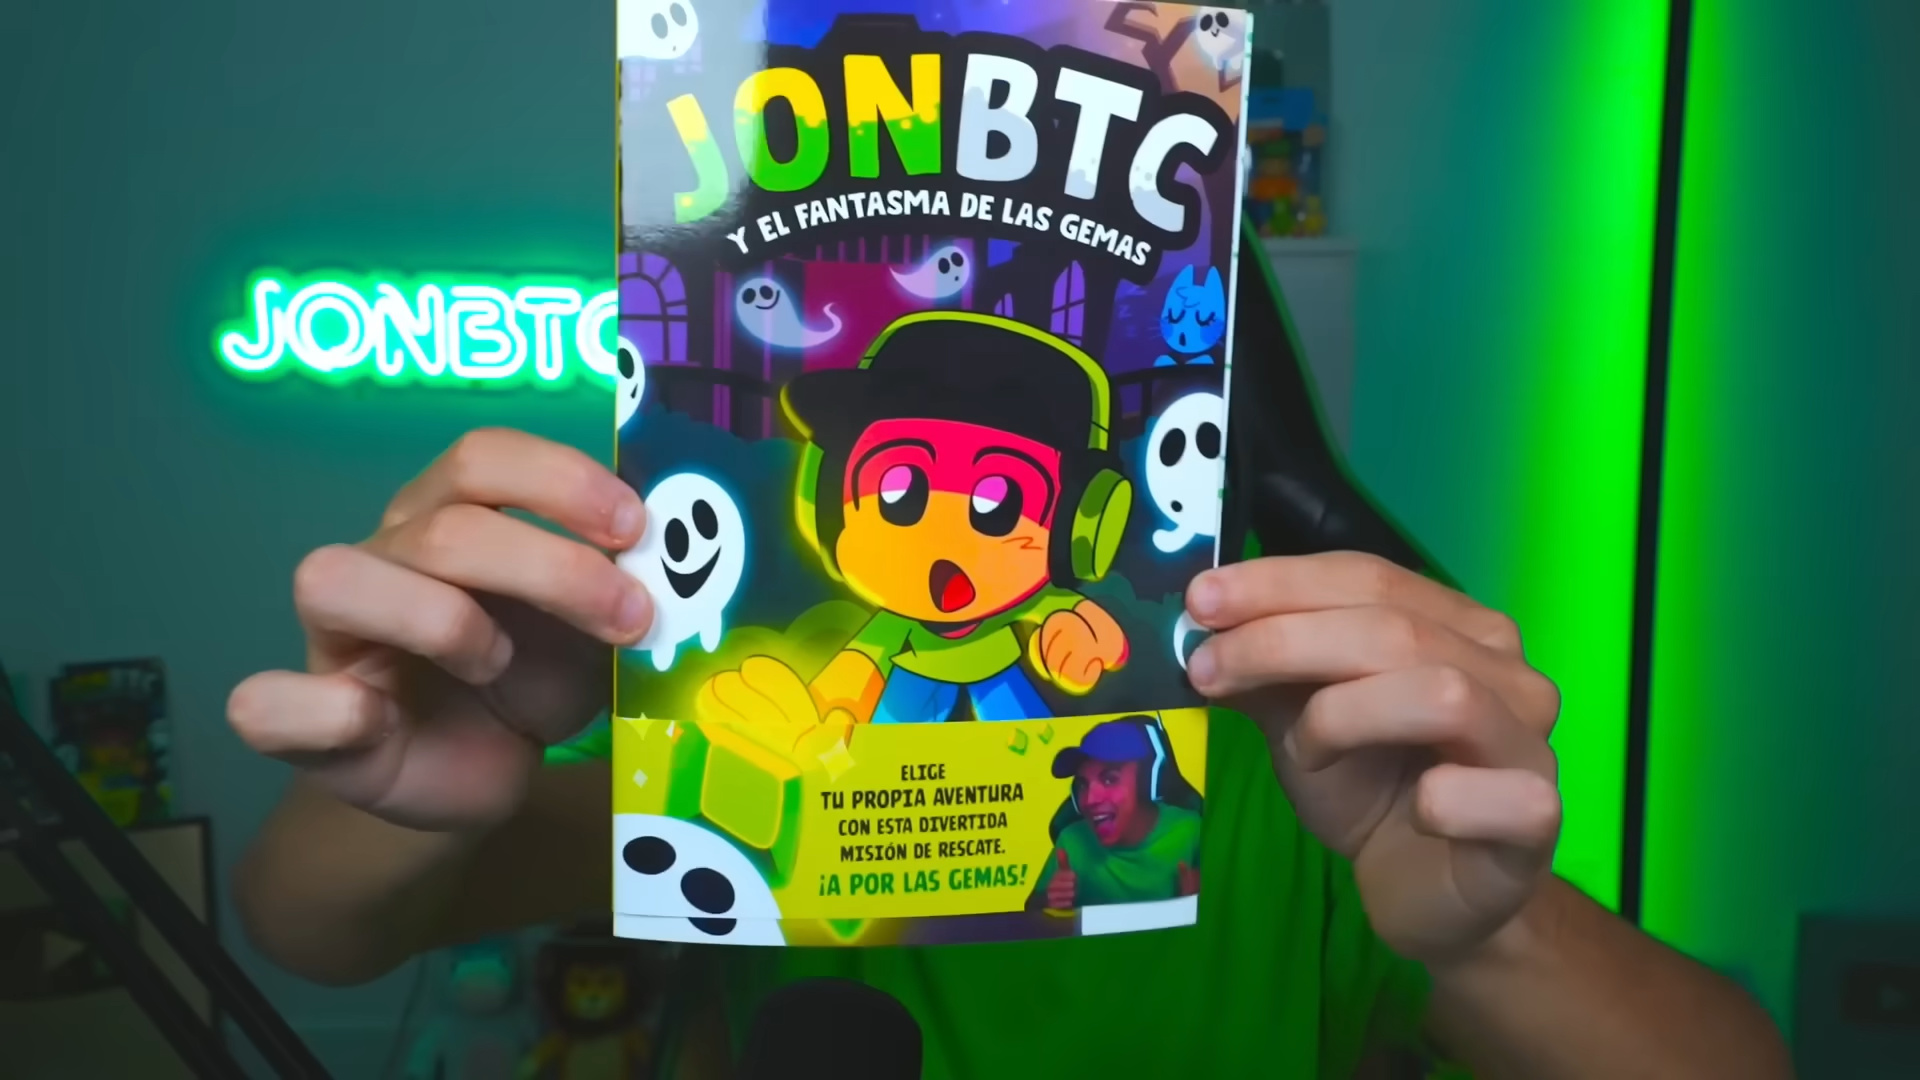 JONBTC
Y EL FANTASMA DE LAS GEMAS
JONBTC
ELIGE
TU PROPIA AVENTURA
CON ESTA DIVERTIDA
MISIÓN DE RESCATE.
¡A POR LAS GEMAS!